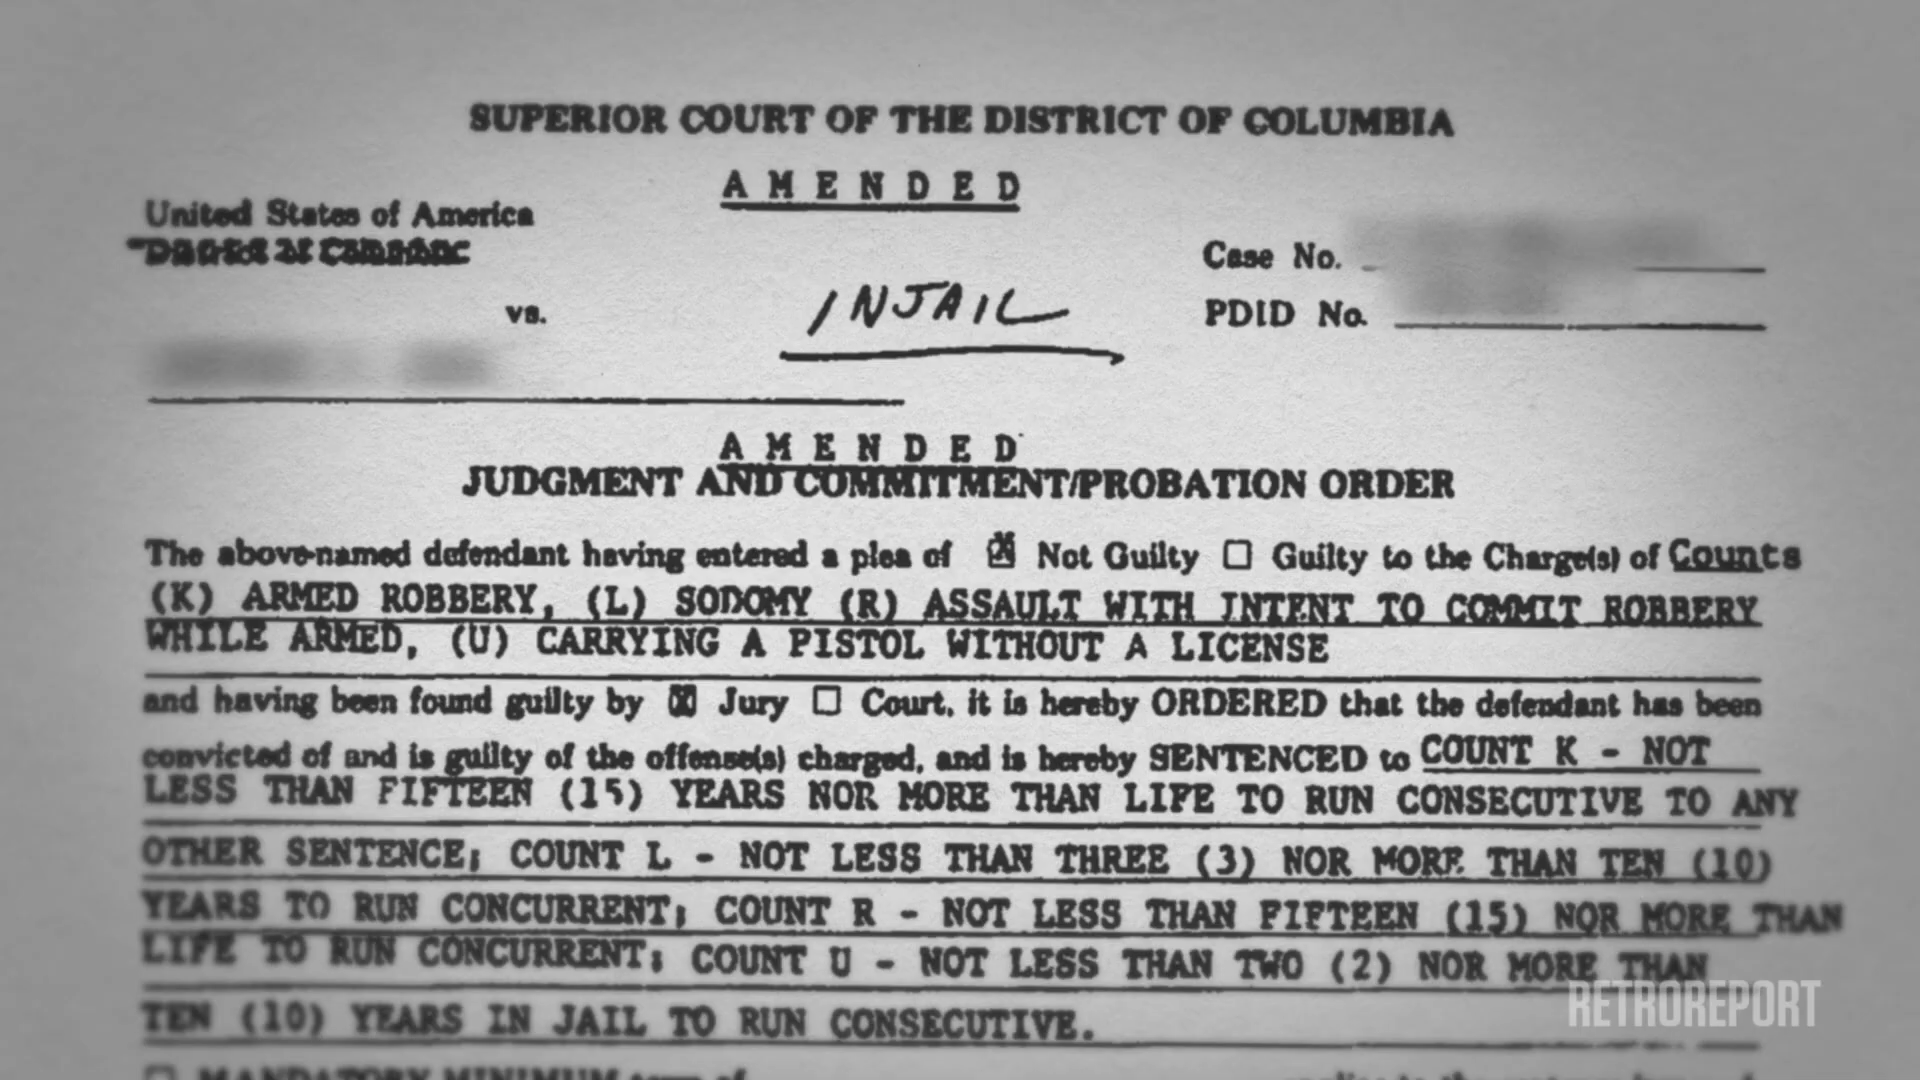 SUPERIOR COURT OF THE DISTRICT OF COLUMBIA
AMENDED
United States of America
District of Columbia
vs.
INJAIL
Case No.
PDID No.
AMENDED
JUDGMENT AND COMMITMENT/PROBATION ORDER
The above-named defendant having entered a plea of ☒ Not Guilty ☐ Guilty to the Charge(s) of Counts
(K) ARMED ROBBERY, (L) SODOMY (R) ASSAULT WITH INTENT TO COMMIT ROBBERY
WHILE ARMED, (U) CARRYING A PISTOL WITHOUT A LICENSE
and having been found guilty by ☒ Jury ☐ Court, it is hereby ORDERED that the defendant has been
convicted of and is guilty of the offense(s) charged, and is hereby SENTENCED to COUNT K - NOT
LESS THAN FIFTEEN (15) YEARS NOR MORE THAN LIFE TO RUN CONSECUTIVE TO ANY
OTHER SENTENCE; COUNT L - NOT LESS THAN THREE (3) NOR MORE THAN TEN (10)
YEARS TO RUN CONCURRENT; COUNT R - NOT LESS THAN FIFTEEN (15) NOR MORE THAN
LIFE TO RUN CONCURRENT; COUNT U - NOT LESS THAN TWO (2) NOR MORE THAN
TEN (10) YEARS IN JAIL TO RUN CONSECUTIVE.
☐ MANDATORY MINIMUM term of
RETROREPORT